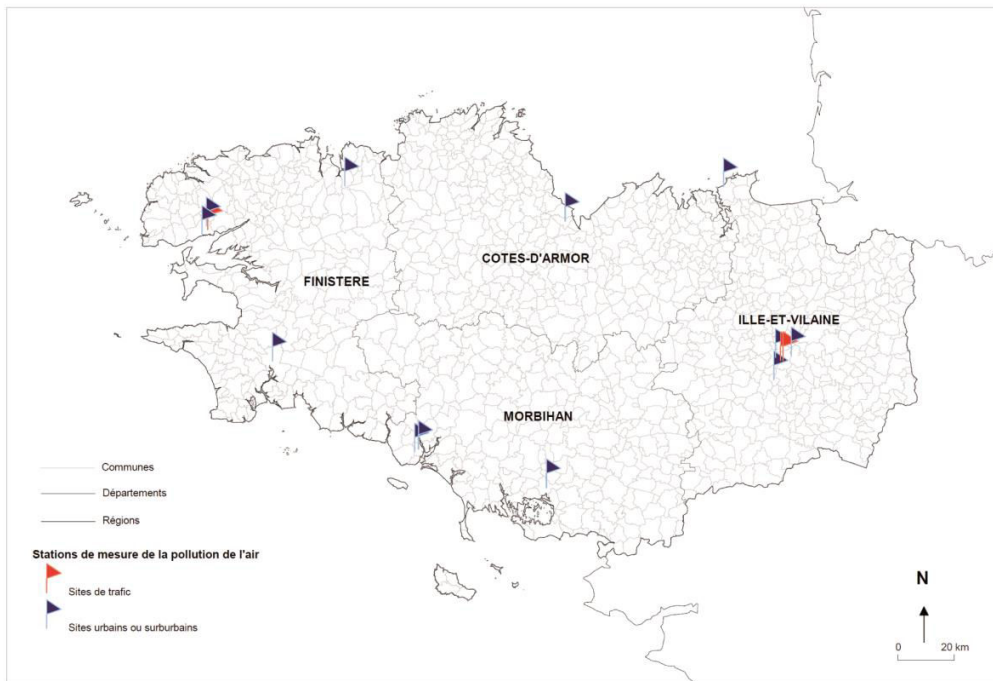 COTES-D'ARMOR
FINISTERE
ILLE-ET-VILAINE
MORBIHAN
Communes
Départements
Régions
Stations de mesure de la pollution de l'air
Sites de trafic
Sites urbains ou surburbains
N
0 20 km